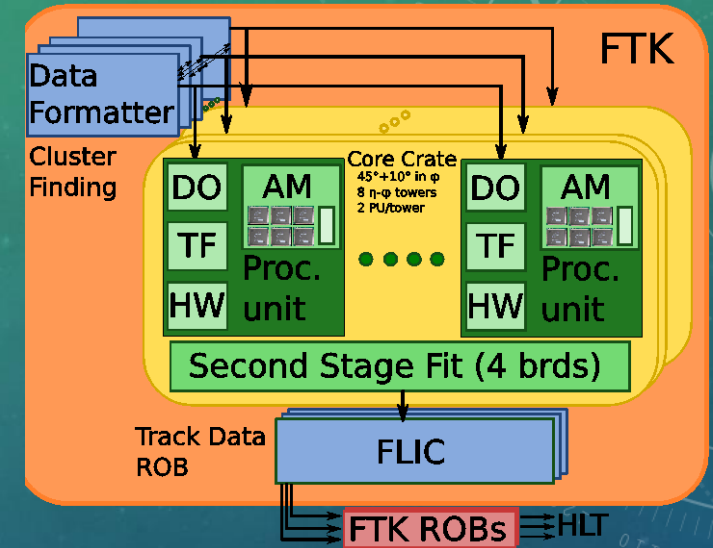 FTK
Data
Formatter
Cluster
Finding
Core Crate
45°+10° in φ
8 η-φ towers
2 PU/tower
DO
AM
TF
Proc.
HW
unit
DO
AM
TF
Proc.
HW
unit
Second Stage Fit (4 brds)
Track Data
ROB
FLIC
FTK ROBs
HLT